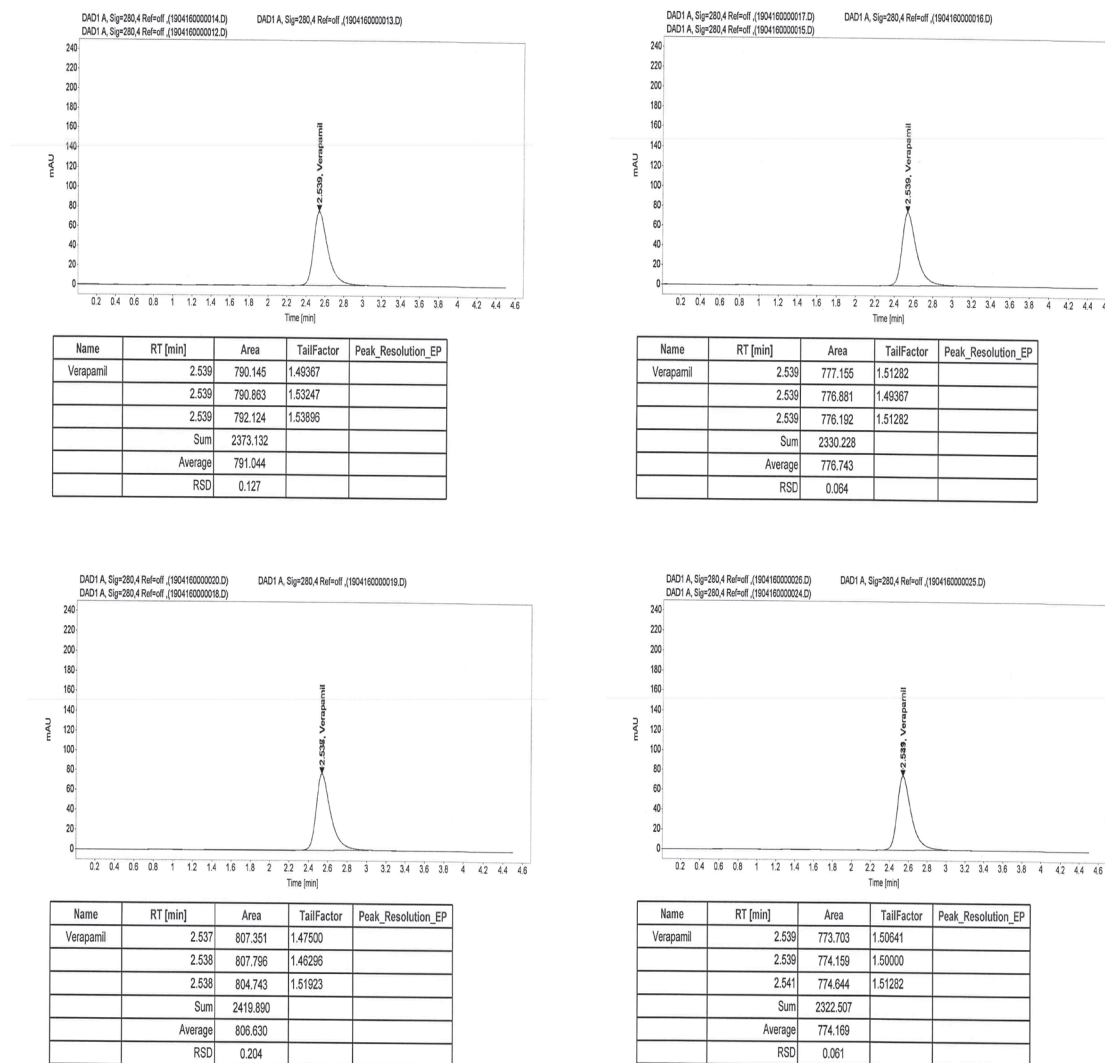 DAD1 A, Sig=280,4 Ref=off ,(1904160000014.D) DAD1 A, Sig=280,4 Ref=off ,(1904160000013.D)
DAD1 A, Sig=280,4 Ref=off ,(1904160000012.D)
240
220
200
180
160
140
120
100
80
60
40
20
0
mAU
2.539, Verapamil
0.2 0.4 0.6 0.8 1 1.2 1.4 1.6 1.8 2 2.2 2.4 2.6 2.8 3 3.2 3.4 3.6 3.8 4 4.2 4.4 4.6
Time [min]
Name RT [min] Area TailFactor Peak_Resolution_EP
Verapamil 2.539 790.145 1.49367
2.539 790.863 1.53247
2.539 792.124 1.53896
Sum 2373.132
Average 791.044
RSD 0.127
DAD1 A, Sig=280,4 Ref=off ,(1904160000017.D) DAD1 A, Sig=280,4 Ref=off ,(1904160000016.D)
DAD1 A, Sig=280,4 Ref=off ,(1904160000015.D)
240
220
200
180
160
140
120
100
80
60
40
20
0
mAU
2.539, Verapamil
0.2 0.4 0.6 0.8 1 1.2 1.4 1.6 1.8 2 2.2 2.4 2.6 2.8 3 3.2 3.4 3.6 3.8 4 4.2 4.4
Time [min]
Name RT [min] Area TailFactor Peak_Resolution_EP
Verapamil 2.539 777.155 1.51282
2.539 776.881 1.49367
2.539 776.192 1.51282
Sum 2330.228
Average 776.743
RSD 0.064
DAD1 A, Sig=280,4 Ref=off ,(1904160000020.D) DAD1 A, Sig=280,4 Ref=off ,(1904160000019.D)
DAD1 A, Sig=280,4 Ref=off ,(1904160000018.D)
240
220
200
180
160
140
120
100
80
60
40
20
0
mAU
Verapamil
0.2 0.4 0.6 0.8 1 1.2 1.4 1.6 1.8 2 2.2 2.4 2.6 2.8 3 3.2 3.4 3.6 3.8 4 4.2 4.4 4.6
Time [min]
Name RT [min] Area TailFactor Peak_Resolution_EP
Verapamil 2.537 807.351 1.47500
2.538 807.796 1.46296
2.538 804.743 1.51923
Sum 2419.890
Average 806.630
RSD 0.204
DAD1 A, Sig=280,4 Ref=off ,(1904160000026.D) DAD1 A, Sig=280,4 Ref=off ,(1904160000025.D)
DAD1 A, Sig=280,4 Ref=off ,(1904160000024.D)
240
220
200
180
160
140
120
100
80
60
40
20
0
mAU
Verapamil
0.2 0.4 0.6 0.8 1 1.2 1.4 1.6 1.8 2 2.2 2.4 2.6 2.8 3 3.2 3.4 3.6 3.8 4 4.2 4.4 4.6
Time [min]
Name RT [min] Area TailFactor Peak_Resolution_EP
Verapamil 2.539 773.703 1.50641
2.539 774.159 1.50000
2.541 774.644 1.51282
Sum 2322.507
Average 774.169
RSD 0.061